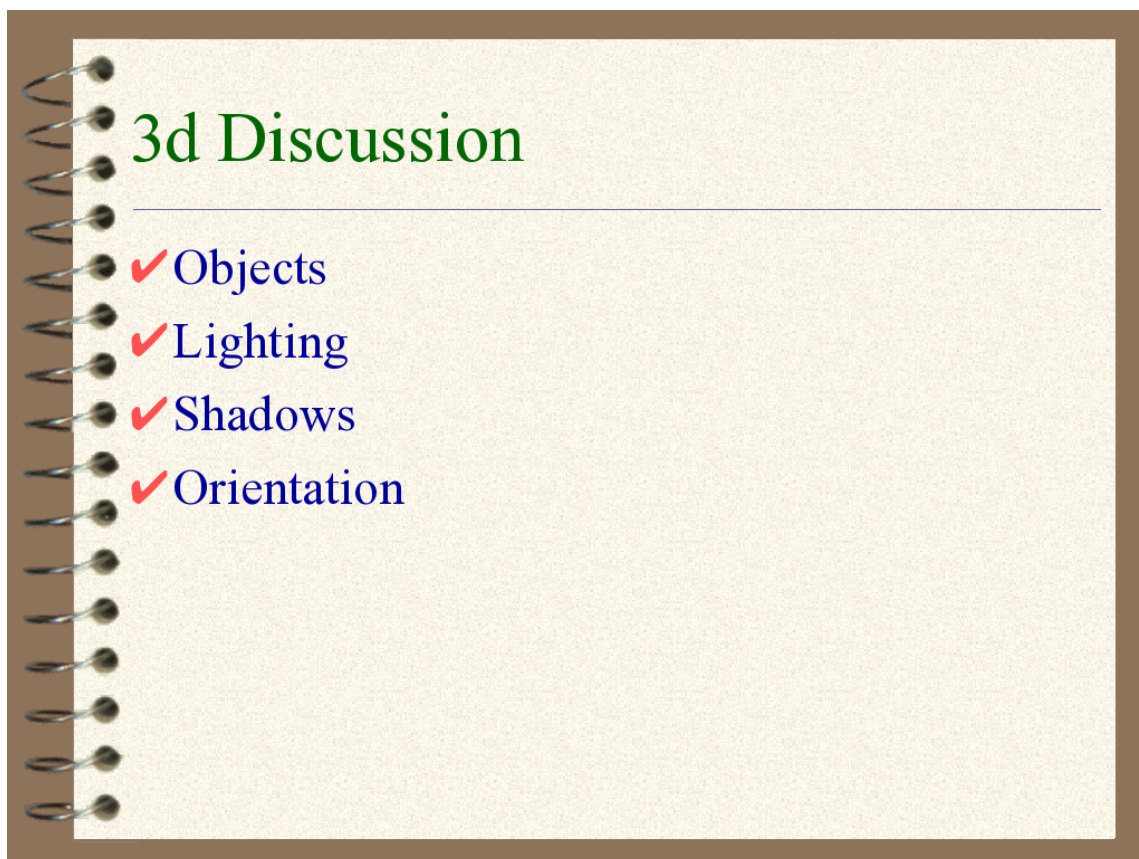 3d Discussion
✔Objects
✔Lighting
✔Shadows
✔Orientation